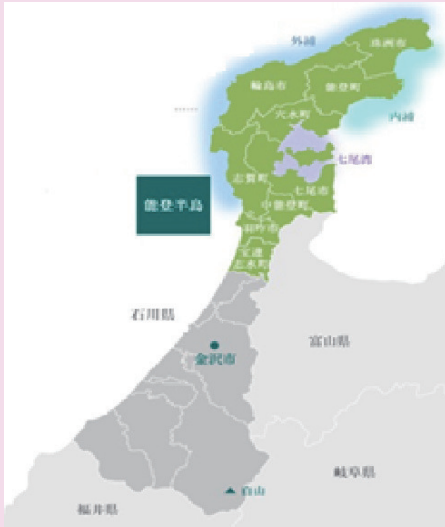 外浦
珠洲市
輪島市
能登町
穴水町
内浦
七尾湾
志賀町
七尾市
能登半島
中能登町
羽咋市
宝達
志水町
石川県
富山県
金沢市
岐阜県
白山
福井県